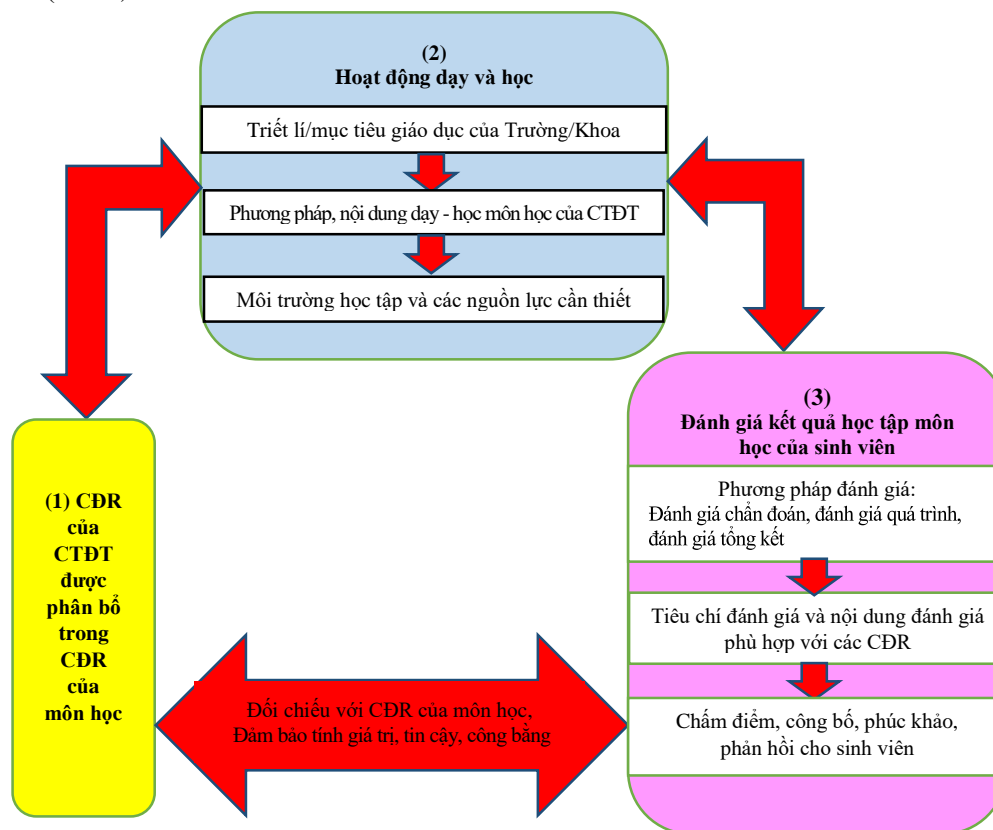 (2)
Hoạt động dạy và học
Triết lí/mục tiêu giáo dục của Trường/Khoa
Phương pháp, nội dung dạy - học môn học của CTĐT
Môi trường học tập và các nguồn lực cần thiết
(3)
Đánh giá kết quả học tập môn
học của sinh viên
Phương pháp đánh giá:
Đánh giá chẩn đoán, đánh giá quá trình,
đánh giá tổng kết
Tiêu chí đánh giá và nội dung đánh giá
phù hợp với các CĐR
Chấm điểm, công bố, phúc khảo,
phản hồi cho sinh viên
(1) CĐR
của
CTĐT
được
phân bổ
trong
CĐR
của
môn học
Đối chiếu với CĐR của môn học,
Đảm bảo tính giá trị, tin cậy, công bằng